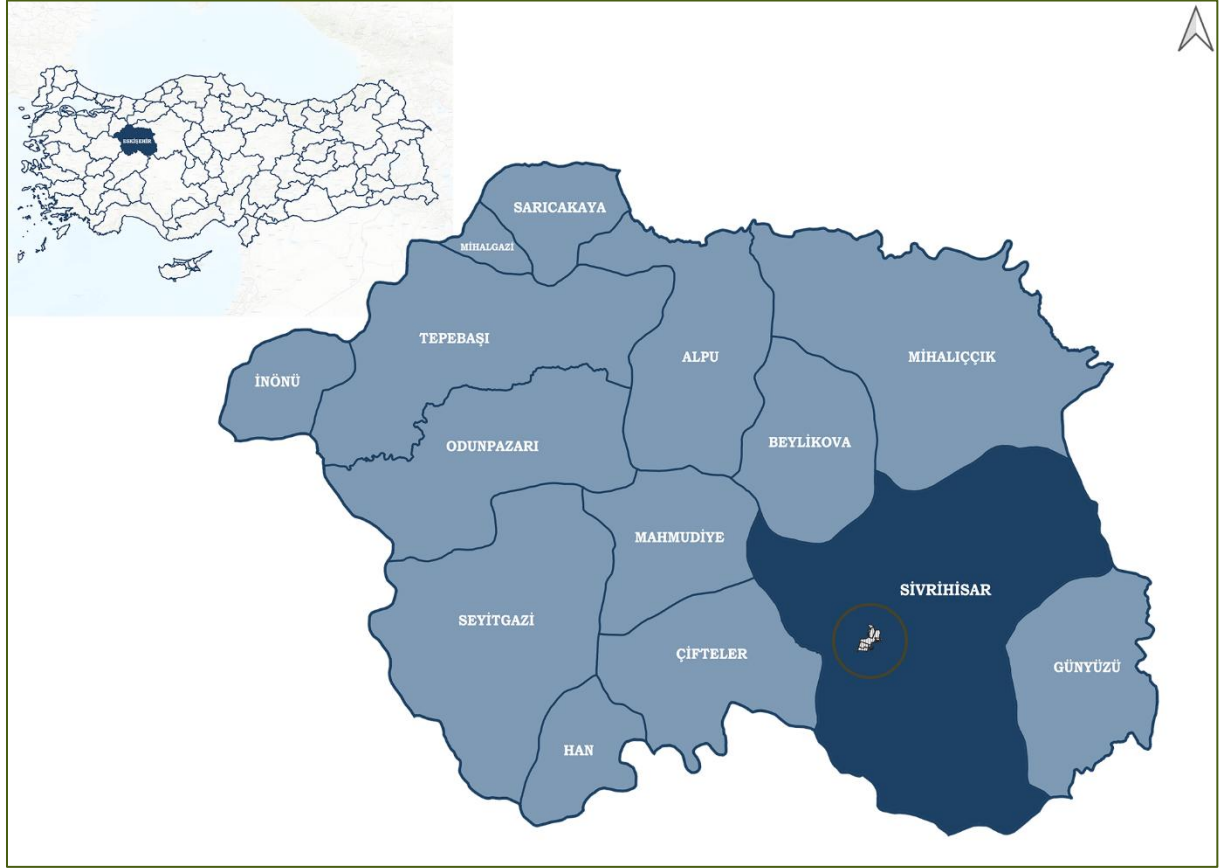 ESKİŞEHİR
SARICAKAYA
MİHALGAZİ
TEPEBAŞI
ALPU
MİHALIÇÇIK
İNÖNÜ
ODUNPAZARI
BEYLİKOVA
MAHMUDİYE
SİVRİHİSAR
SEYİTGAZİ
ÇİFTELER
GÜNYÜZÜ
HAN